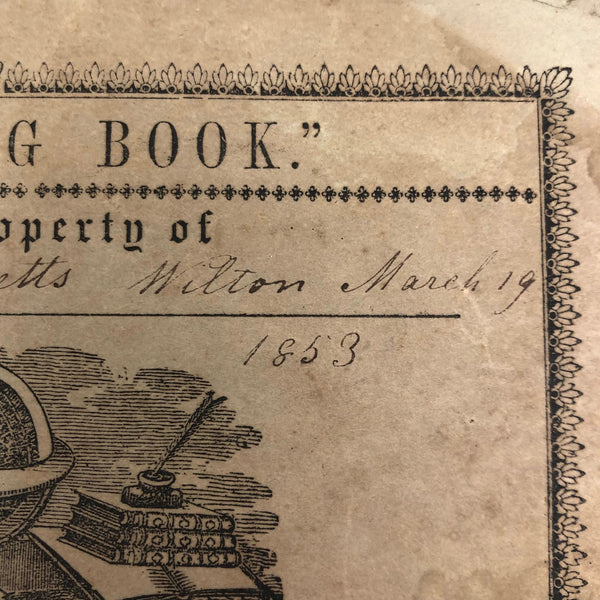 G BOOK.”
operty of
etts Wilton March 19
1853